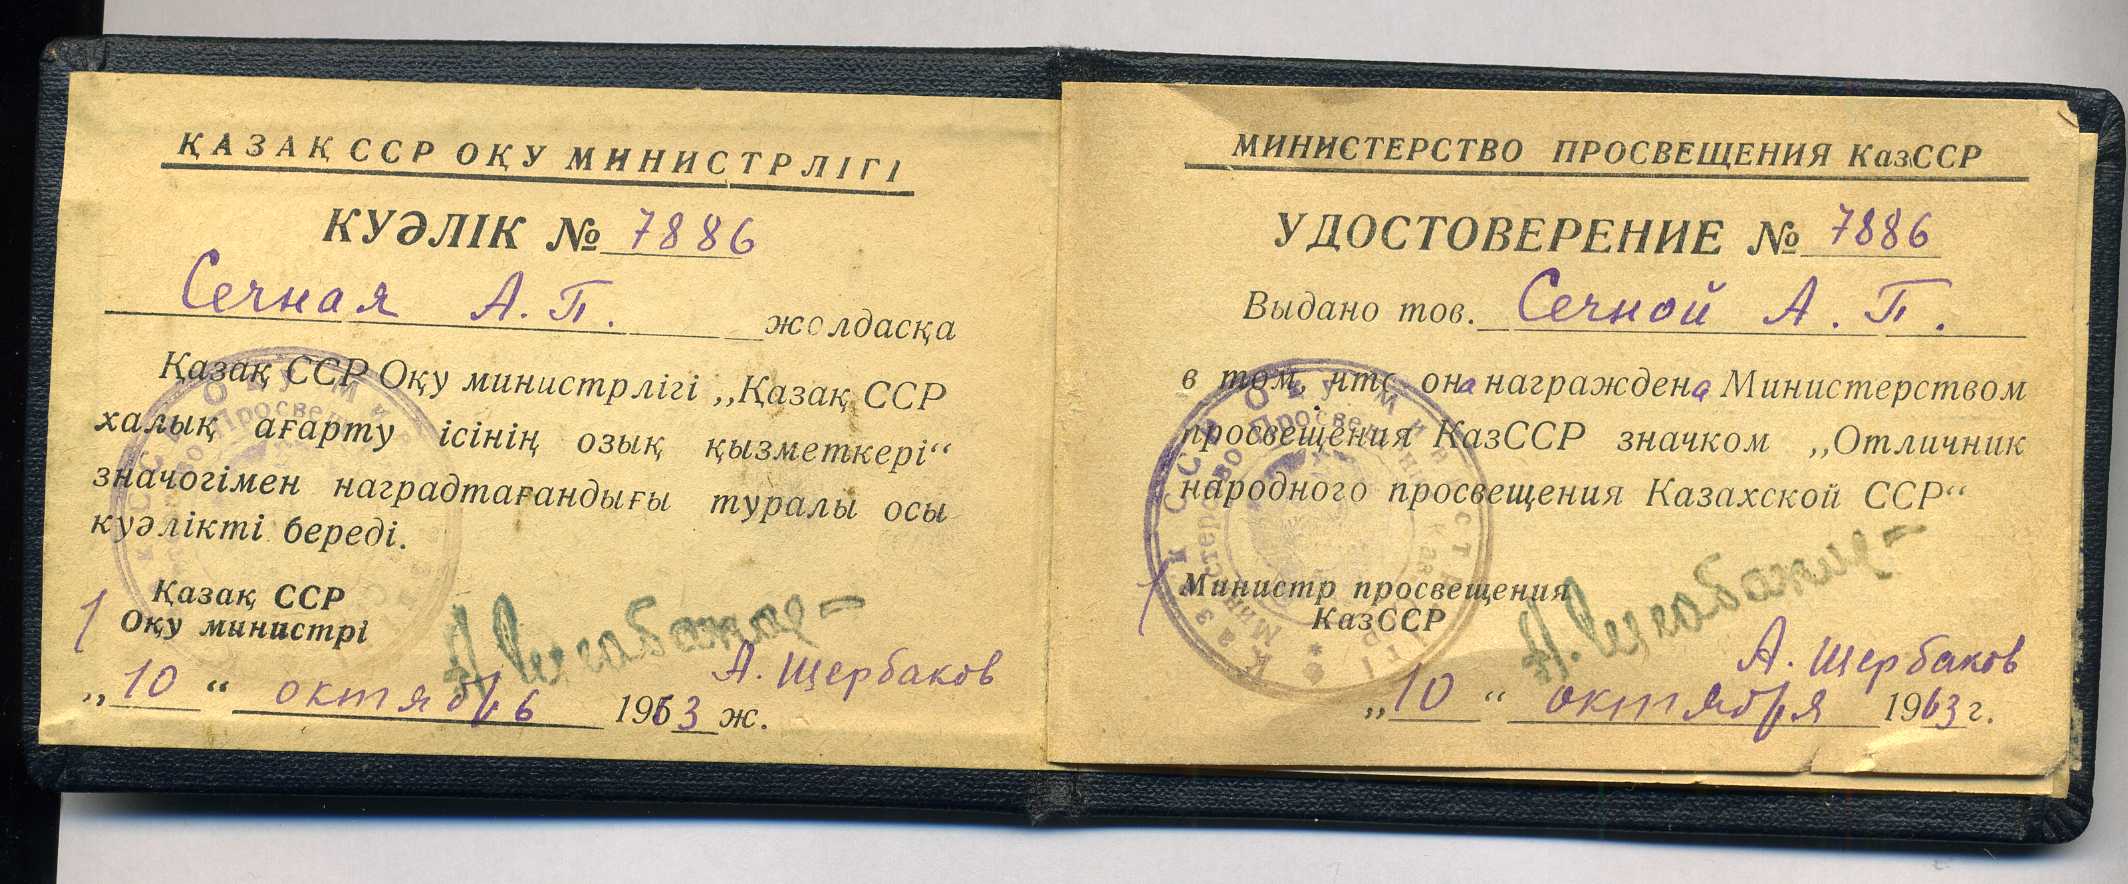 ҚАЗАҚ ССР ОҚУ МИНИСТРЛІГІ
КУӘЛІК № 7886
Сечная А.П. жолдасқа
Қазақ ССР Оқу министрлігі „Қазақ ССР
халық ағарту ісінің озық қызметкері“
значогімен наградтағандығы туралы осы
куәлікті береді.
Қазақ ССР
Оқу министрі
А. Щербаков
„10“ октябрь 1963 ж.
МИНИСТЕРСТВО ПРОСВЕЩЕНИЯ КазССР
УДОСТОВЕРЕНИЕ № 7886
Выдано тов. Сечной А. П.
в том, что она награждена Министерством
просвещения КазССР значком „Отличник
народного просвещения Казахской ССР“
Министр просвещения
КазССР
А. Щербаков
„10“ октября 1963 г.